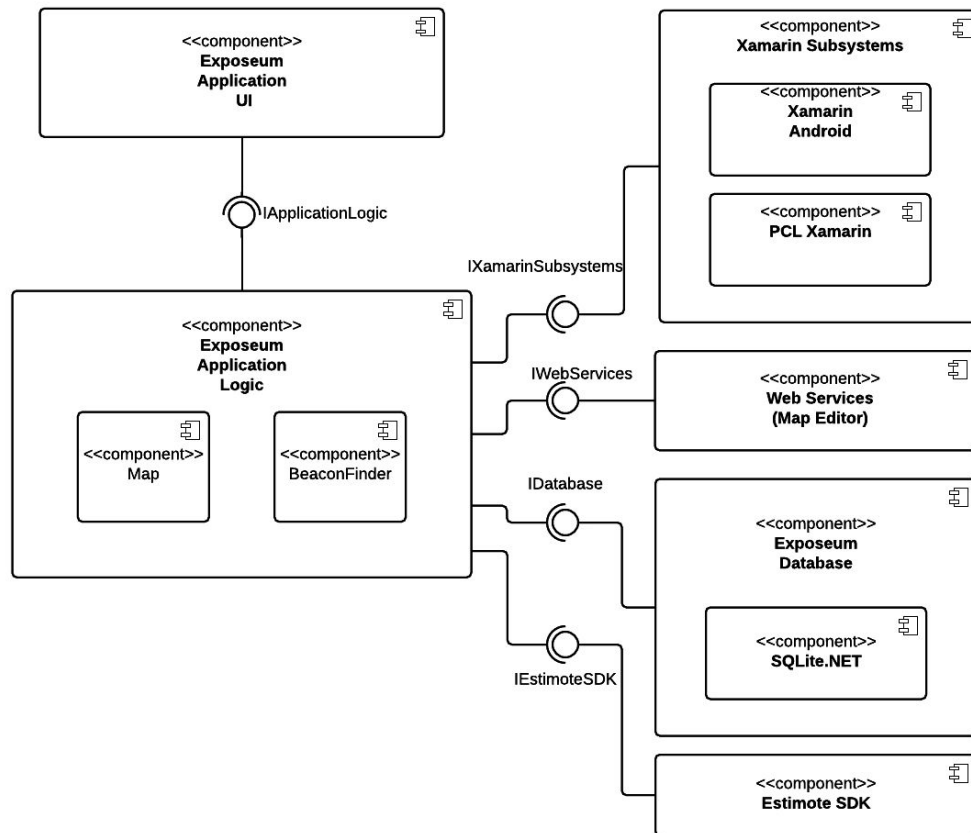 <<component>>
Exposeum
Application
UI
IApplicationLogic
<<component>>
Exposeum
Application
Logic
<<component>>
Map
<<component>>
BeaconFinder
IXamarinSubsystems
IWebServices
IDatabase
IEstimoteSDK
<<component>>
Xamarin Subsystems
<<component>>
Xamarin
Android
<<component>>
PCL Xamarin
<<component>>
Web Services
(Map Editor)
<<component>>
Exposeum
Database
<<component>>
SQLite.NET
<<component>>
Estimote SDK